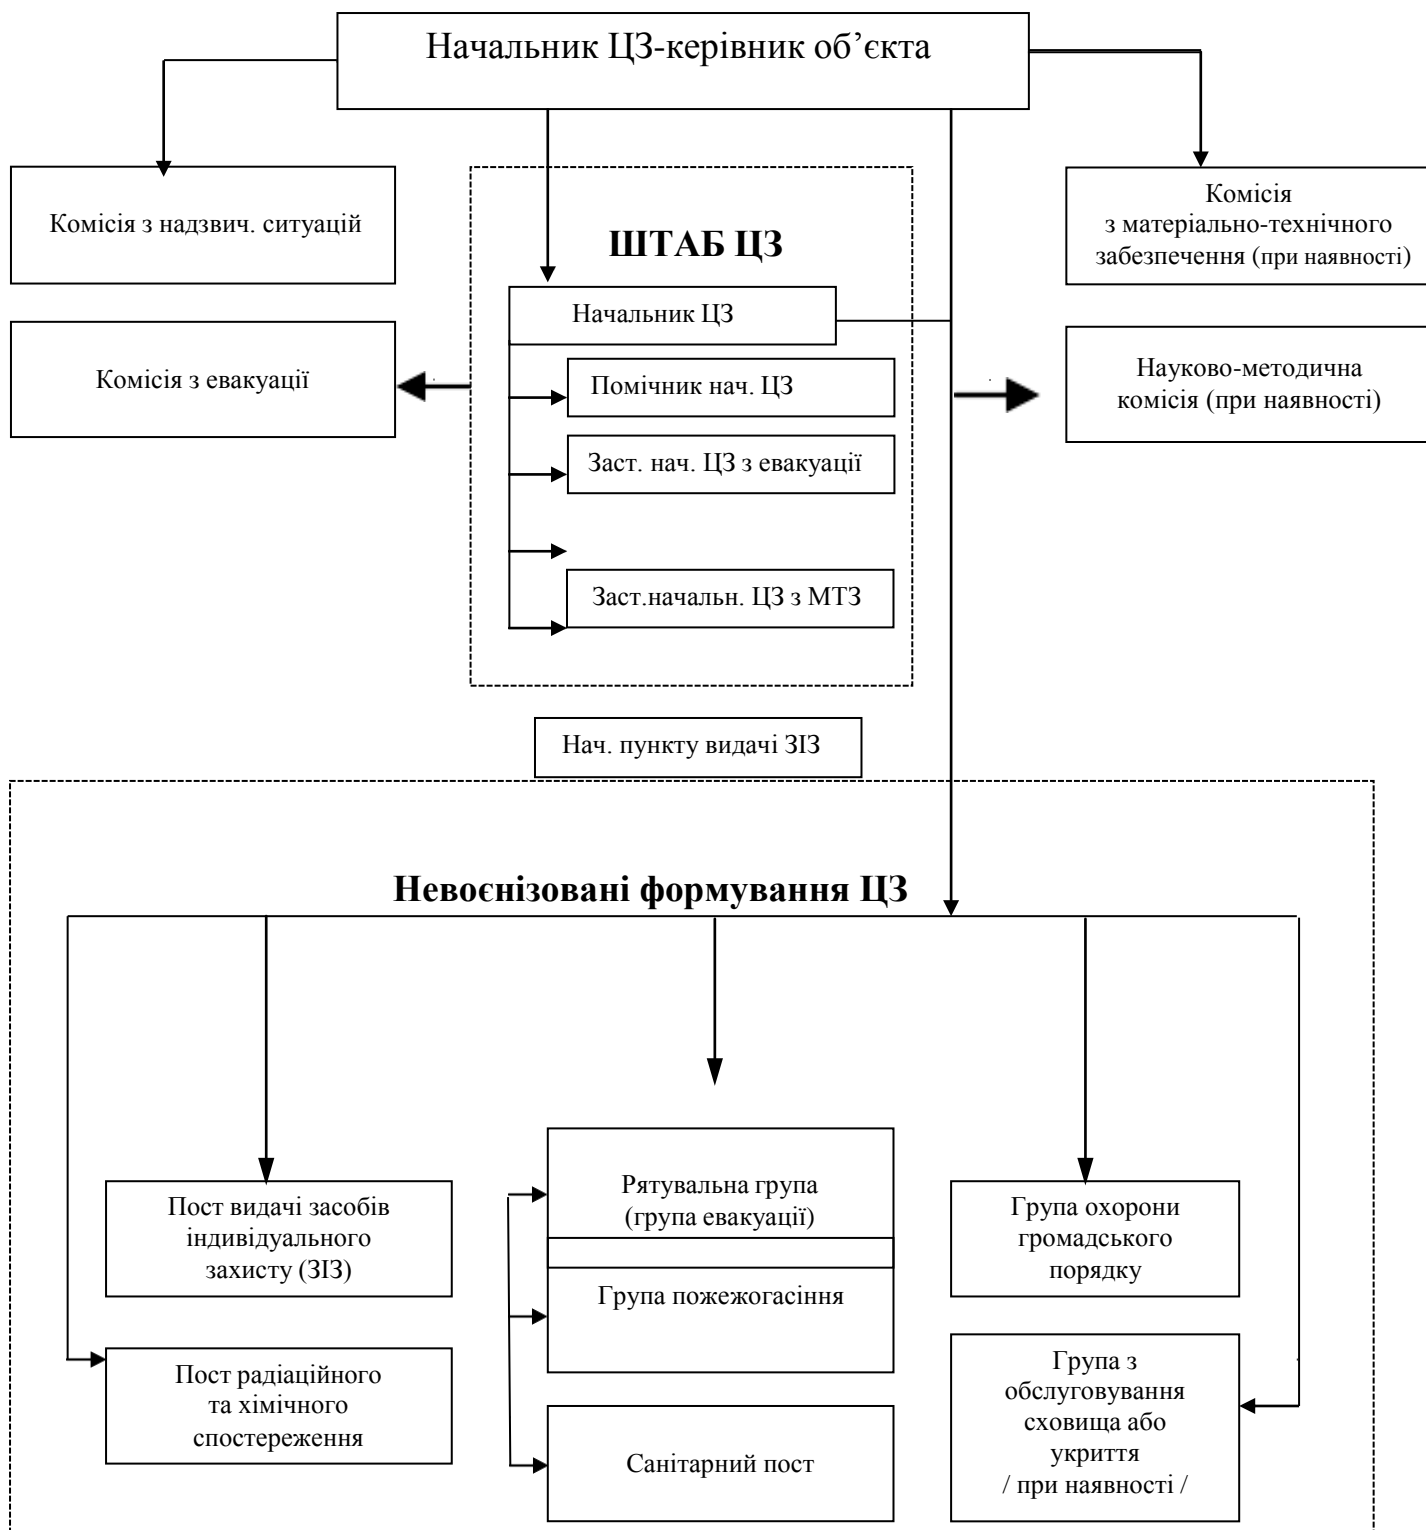 Начальник ЦЗ-керівник об’єкта
Комісія з надзвич. ситуацій
Комісія з евакуації
ШТАБ ЦЗ
Начальник ЦЗ
Помічник нач. ЦЗ
Заст. нач. ЦЗ з евакуації
Заст.начальн. ЦЗ з МТЗ
Комісія
з матеріально-технічного
забезпечення (при наявності)
Науково-методична
комісія (при наявності)
Нач. пункту видачі ЗІЗ
Невоєнізовані формування ЦЗ
Пост видачі засобів
індивідуального
захисту (ЗІЗ)
Пост радіаційного
та хімічного
спостереження
Рятувальна група
(група евакуації)
Група пожежогасіння
Санітарний пост
Група охорони
громадського
порядку
Група з
обслуговування
сховища або
укриття
/ при наявності /